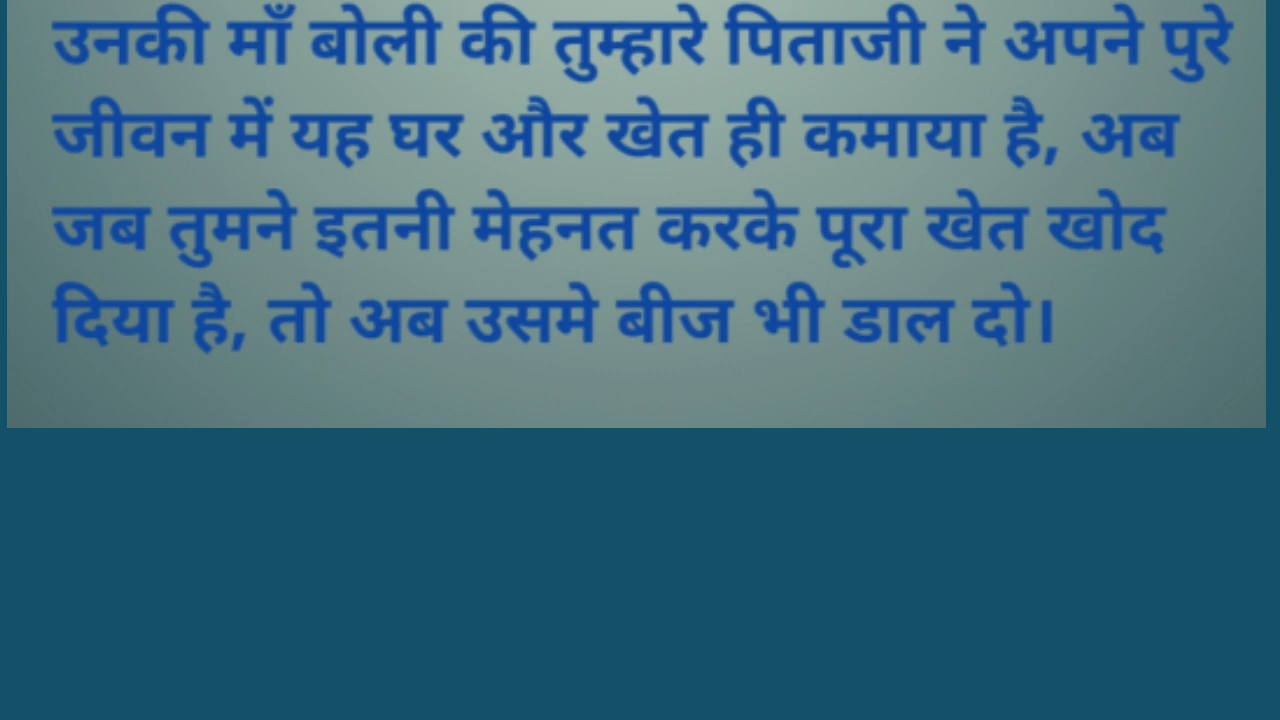 उनकी माँ बोली की तुम्हारे पिताजी ने अपने पुरे
जीवन में यह घर और खेत ही कमाया है, अब
जब तुमने इतनी मेहनत करके पूरा खेत खोद
दिया है, तो अब उसमे बीज भी डाल दो।